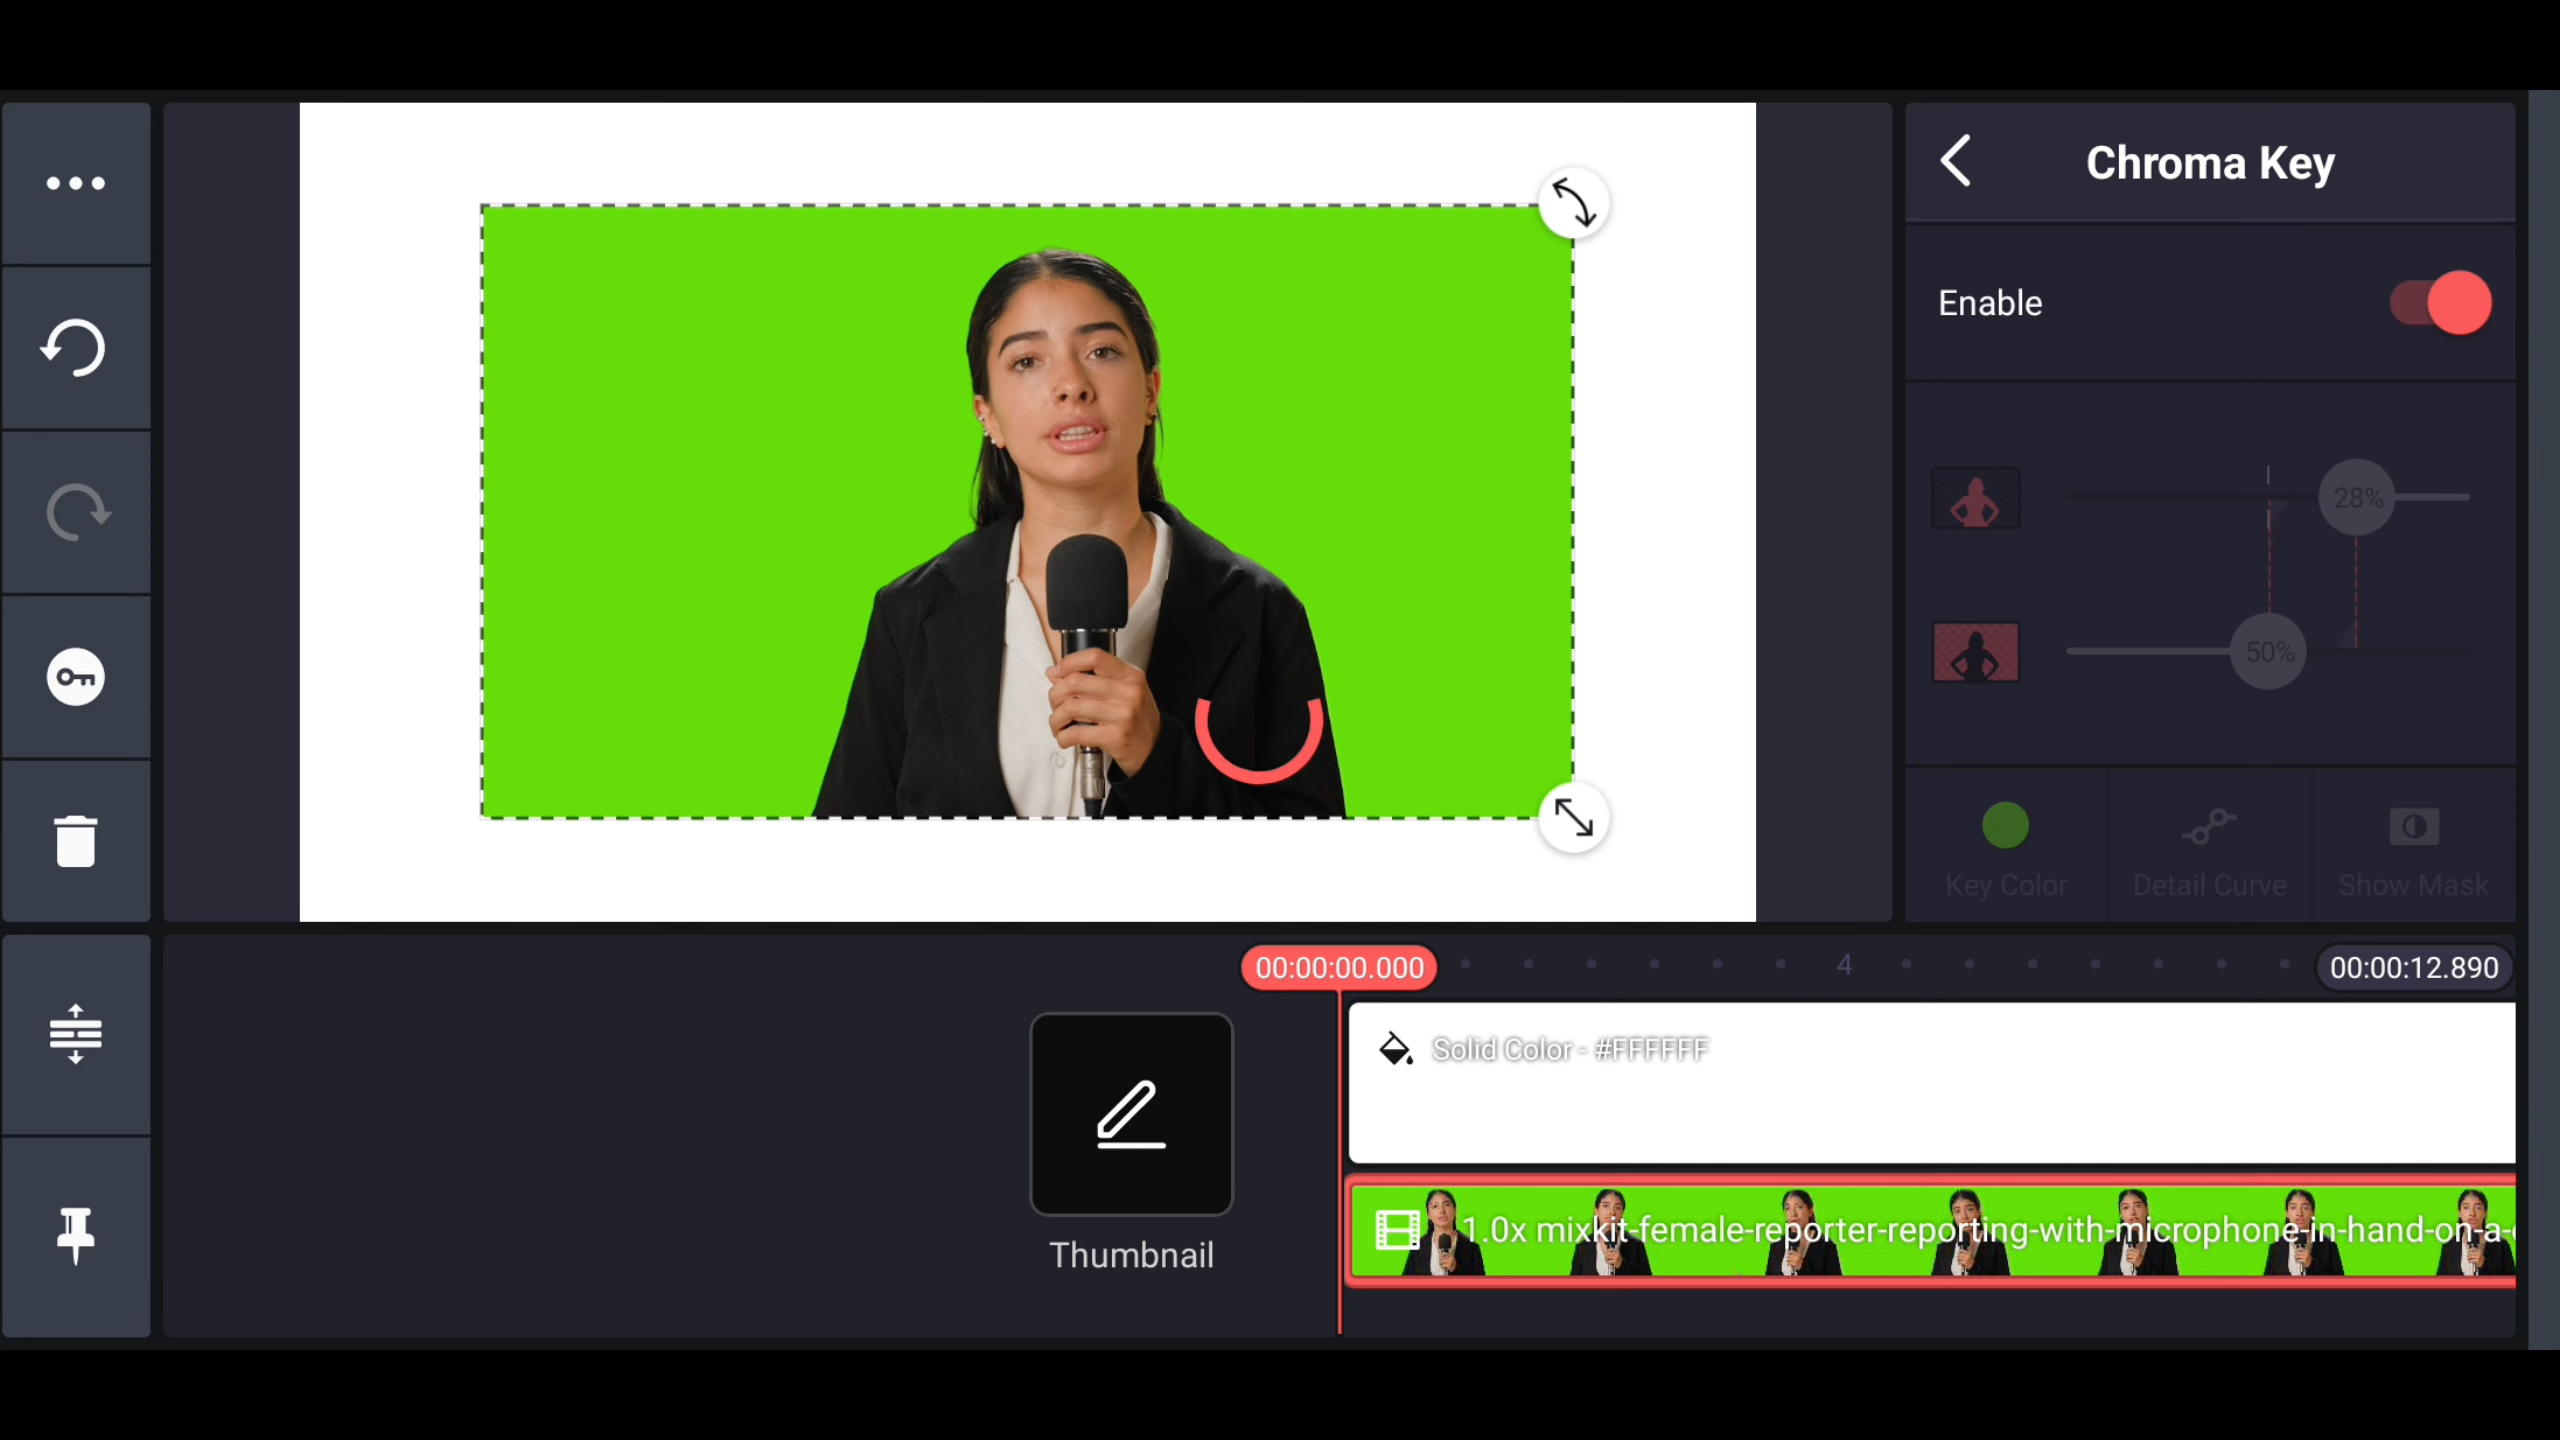 Chroma Key
Enable
28%
50%
Key Color
Detail Curve
Show Mask
00:00:00.000
4
00:00:12.890
Solid Color - #FFFFFF
1.0x mixkit-female-reporter-reporting-with-microphone-in-hand-on-a-
Thumbnail